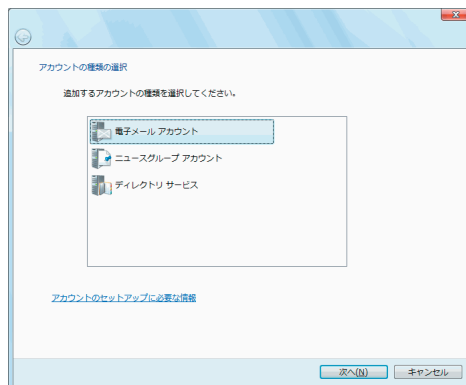 アカウントの種類の選択
追加するアカウントの種類を選択してください。
電子メール アカウント
ニュースグループ アカウント
ディレクトリ サービス
アカウントのセットアップに必要な情報
次へ(N)
キャンセル